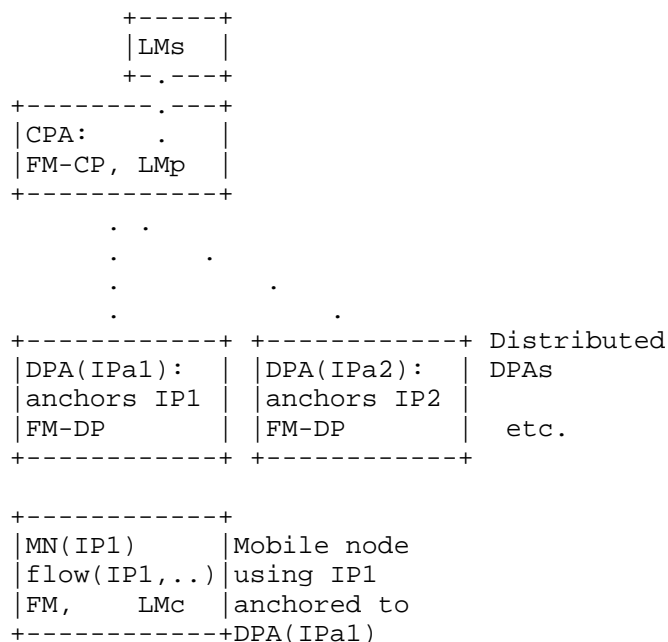 LMs
CPA:
FM-CP, LMp
DPA(IPa1): DPA(IPa2): Distributed
anchors IP1 anchors IP2 DPAs
FM-DP FM-DP etc.
MN(IP1) Mobile node
flow(IP1,..) using IP1
FM, LMc anchored to
DPA(IPa1)